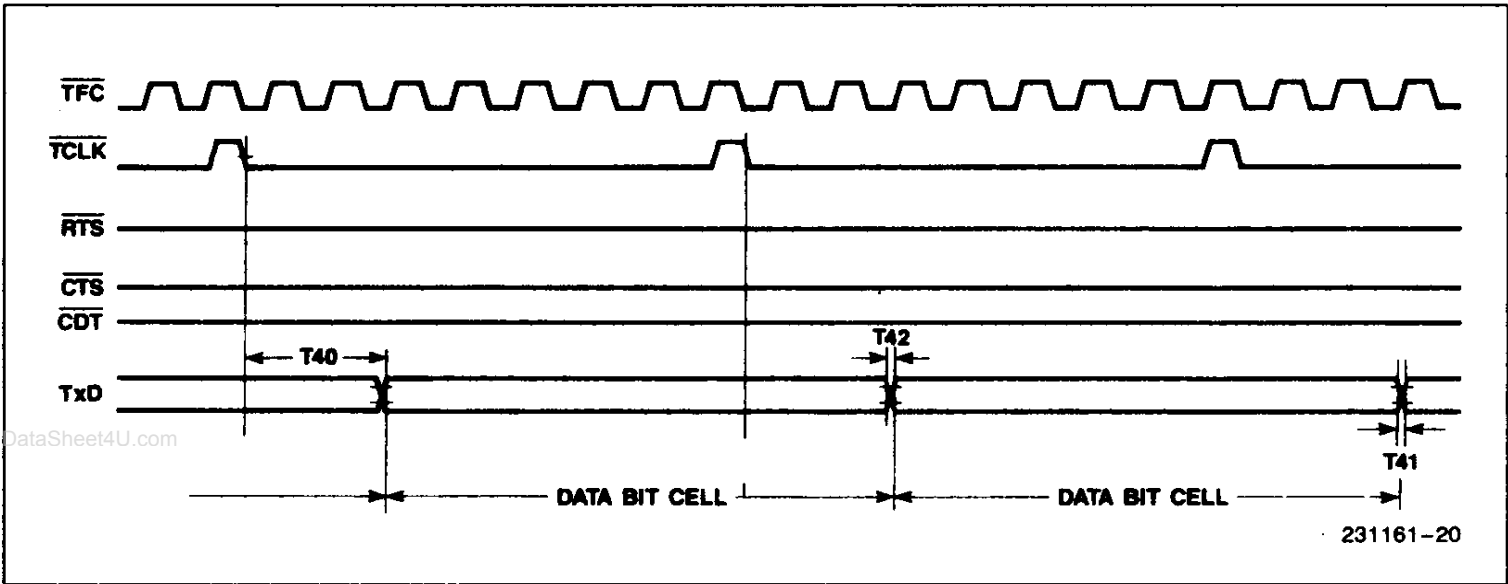 TFC
TCLK
RTS
CTS
CDT
T42
T40
TxD
DataSheet4U.com
T41
DATA BIT CELL
DATA BIT CELL
231161-20